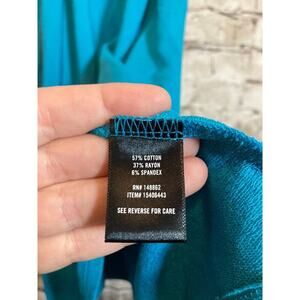 57% COTTON
37% RAYON
6% SPANDEX
RN# 148862
ITEM# 15406443
SEE REVERSE FOR CARE